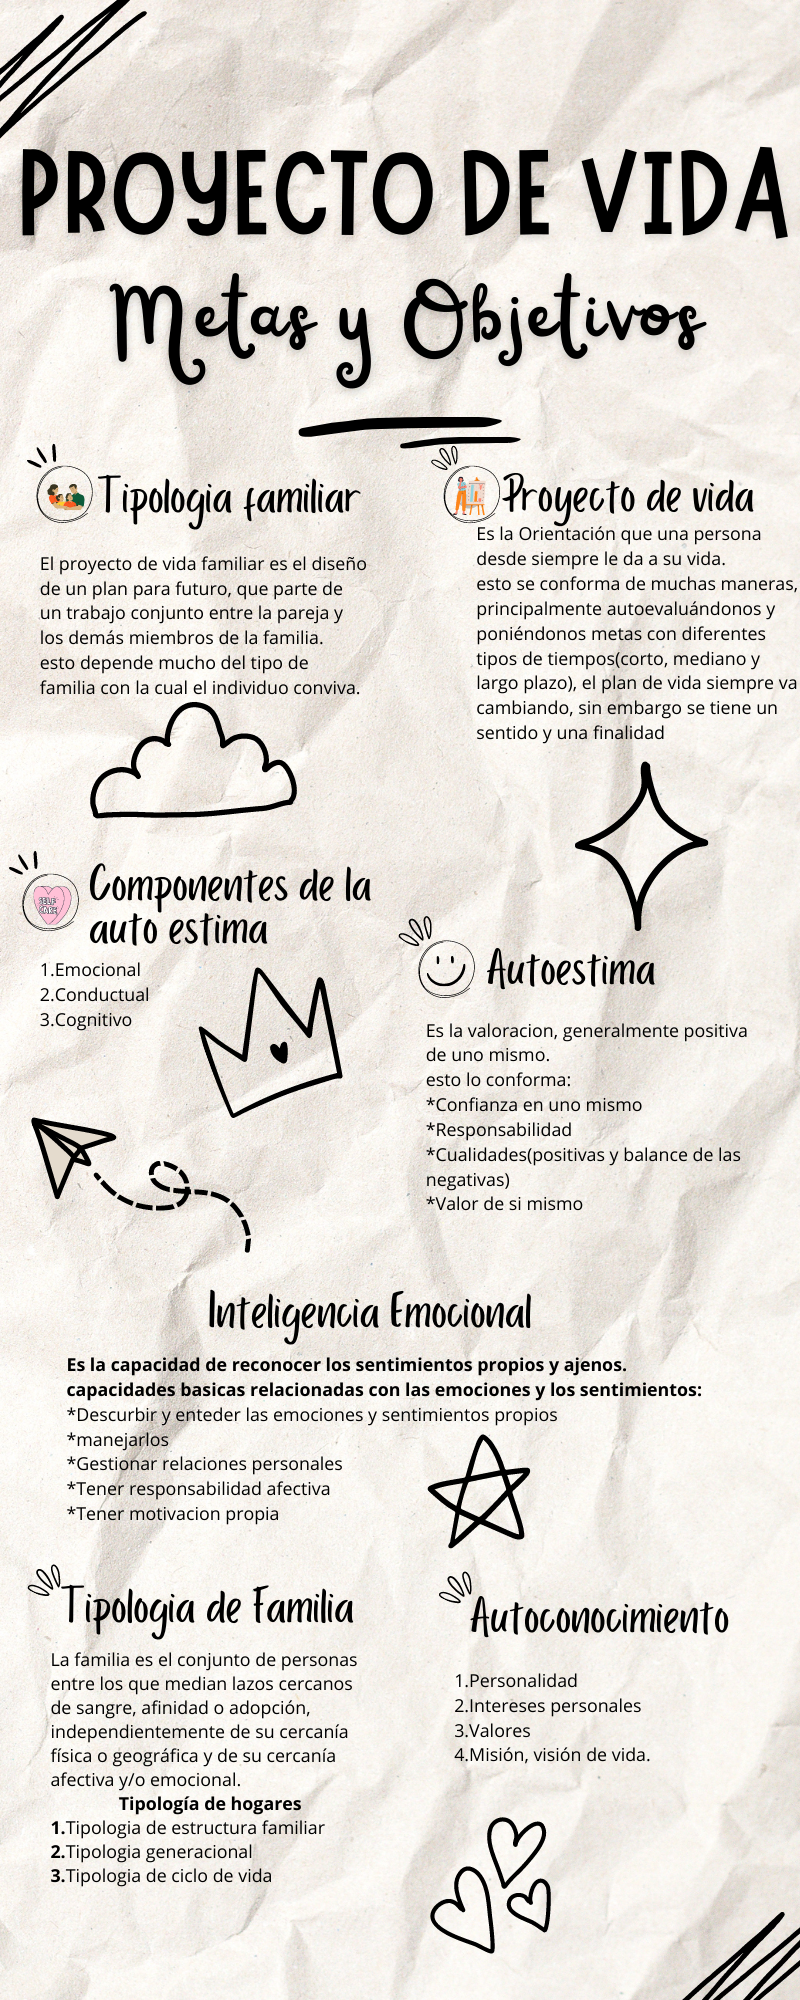 PROYECTO DE VIDA
Metas y Objetivos
Tipologia familiar
El proyecto de vida familiar es el diseño
de un plan para futuro, que parte de
un trabajo conjunto entre la pareja y
los demás miembros de la familia.
esto depende mucho del tipo de
familia con la cual el individuo conviva.
Proyecto de vida
Es la Orientación que una persona
desde siempre le da a su vida.
esto se conforma de muchas maneras,
principalmente autoevaluándonos y
poniéndonos metas con diferentes
tipos de tiempos(corto, mediano y
largo plazo), el plan de vida siempre va
cambiando, sin embargo se tiene un
sentido y una finalidad
SELF
CARE
Componentes de la
auto estima
1.Emocional
2.Conductual
3.Cognitivo
Autoestima
Es la valoracion, generalmente positiva
de uno mismo.
esto lo conforma:
*Confianza en uno mismo
*Responsabilidad
*Cualidades(positivas y balance de las
negativas)
*Valor de si mismo
Inteligencia Emocional
Es la capacidad de reconocer los sentimientos propios y ajenos.
capacidades basicas relacionadas con las emociones y los sentimientos:
*Descurbir y enteder las emociones y sentimientos propios
*manejarlos
*Gestionar relaciones personales
*Tener responsabilidad afectiva
*Tener motivacion propia
Tipologia de Familia
La familia es el conjunto de personas
entre los que median lazos cercanos
de sangre, afinidad o adopción,
independientemente de su cercanía
física o geográfica y de su cercanía
afectiva y/o emocional.
Tipología de hogares
1.Tipologia de estructura familiar
2.Tipologia generacional
3.Tipologia de ciclo de vida
Autoconocimiento
1.Personalidad
2.Intereses personales
3.Valores
4.Misión, visión de vida.